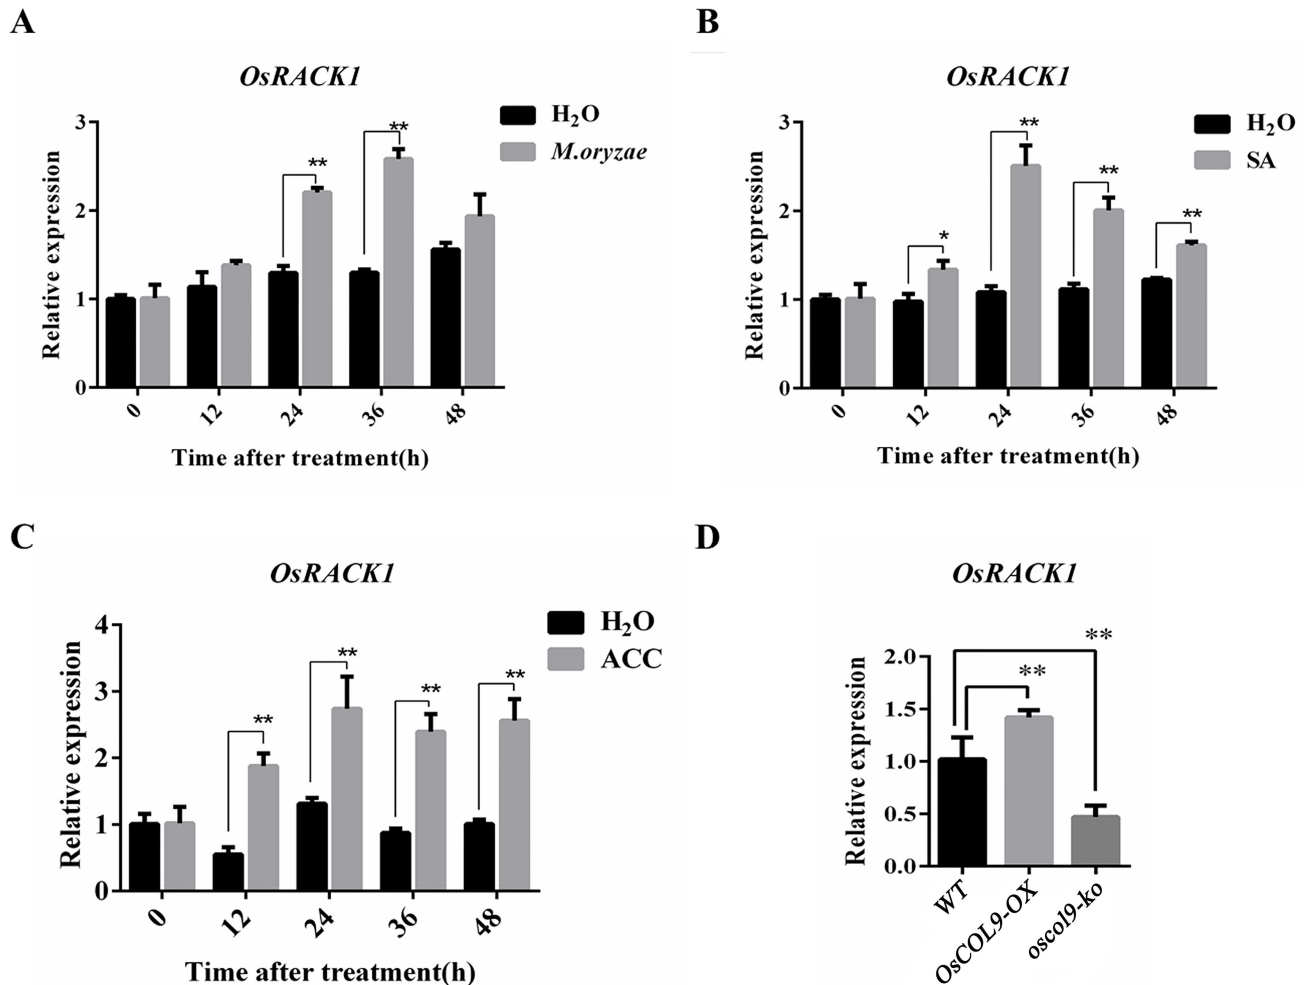 A
OsRACK1
H₂O
M.oryzae
Relative expression
3
2
1
0
**
**
0
12
24
36
48
Time after treatment(h)
B
OsRACK1
H₂O
SA
Relative expression
3
2
1
0
*
**
**
**
0
12
24
36
48
Time after treatment(h)
C
OsRACK1
H₂O
ACC
Relative expression
4
3
2
1
0
**
**
**
**
0
12
24
36
48
Time after treatment(h)
D
OsRACK1
Relative expression
2.0
1.5
1.0
0.5
0.0
**
**
WT
OsCOL9-OX
oscol9-ko